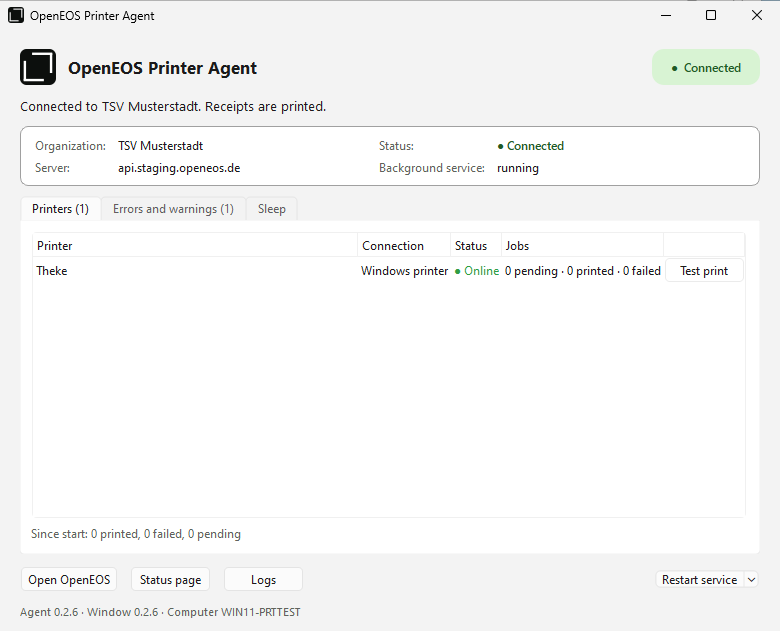 OpenEOS Printer Agent
OpenEOS Printer Agent
● Connected
Connected to TSV Musterstadt. Receipts are printed.
Organization: TSV Musterstadt Status: ● Connected
Server: api.staging.openeos.de Background service: running
Printers (1) Errors and warnings (1) Sleep
Printer Connection Status Jobs
Theke Windows printer ● Online 0 pending · 0 printed · 0 failed Test print
Since start: 0 printed, 0 failed, 0 pending
Open OpenEOS Status page Logs Restart service
Agent 0.2.6 · Window 0.2.6 · Computer WIN11-PRTTEST